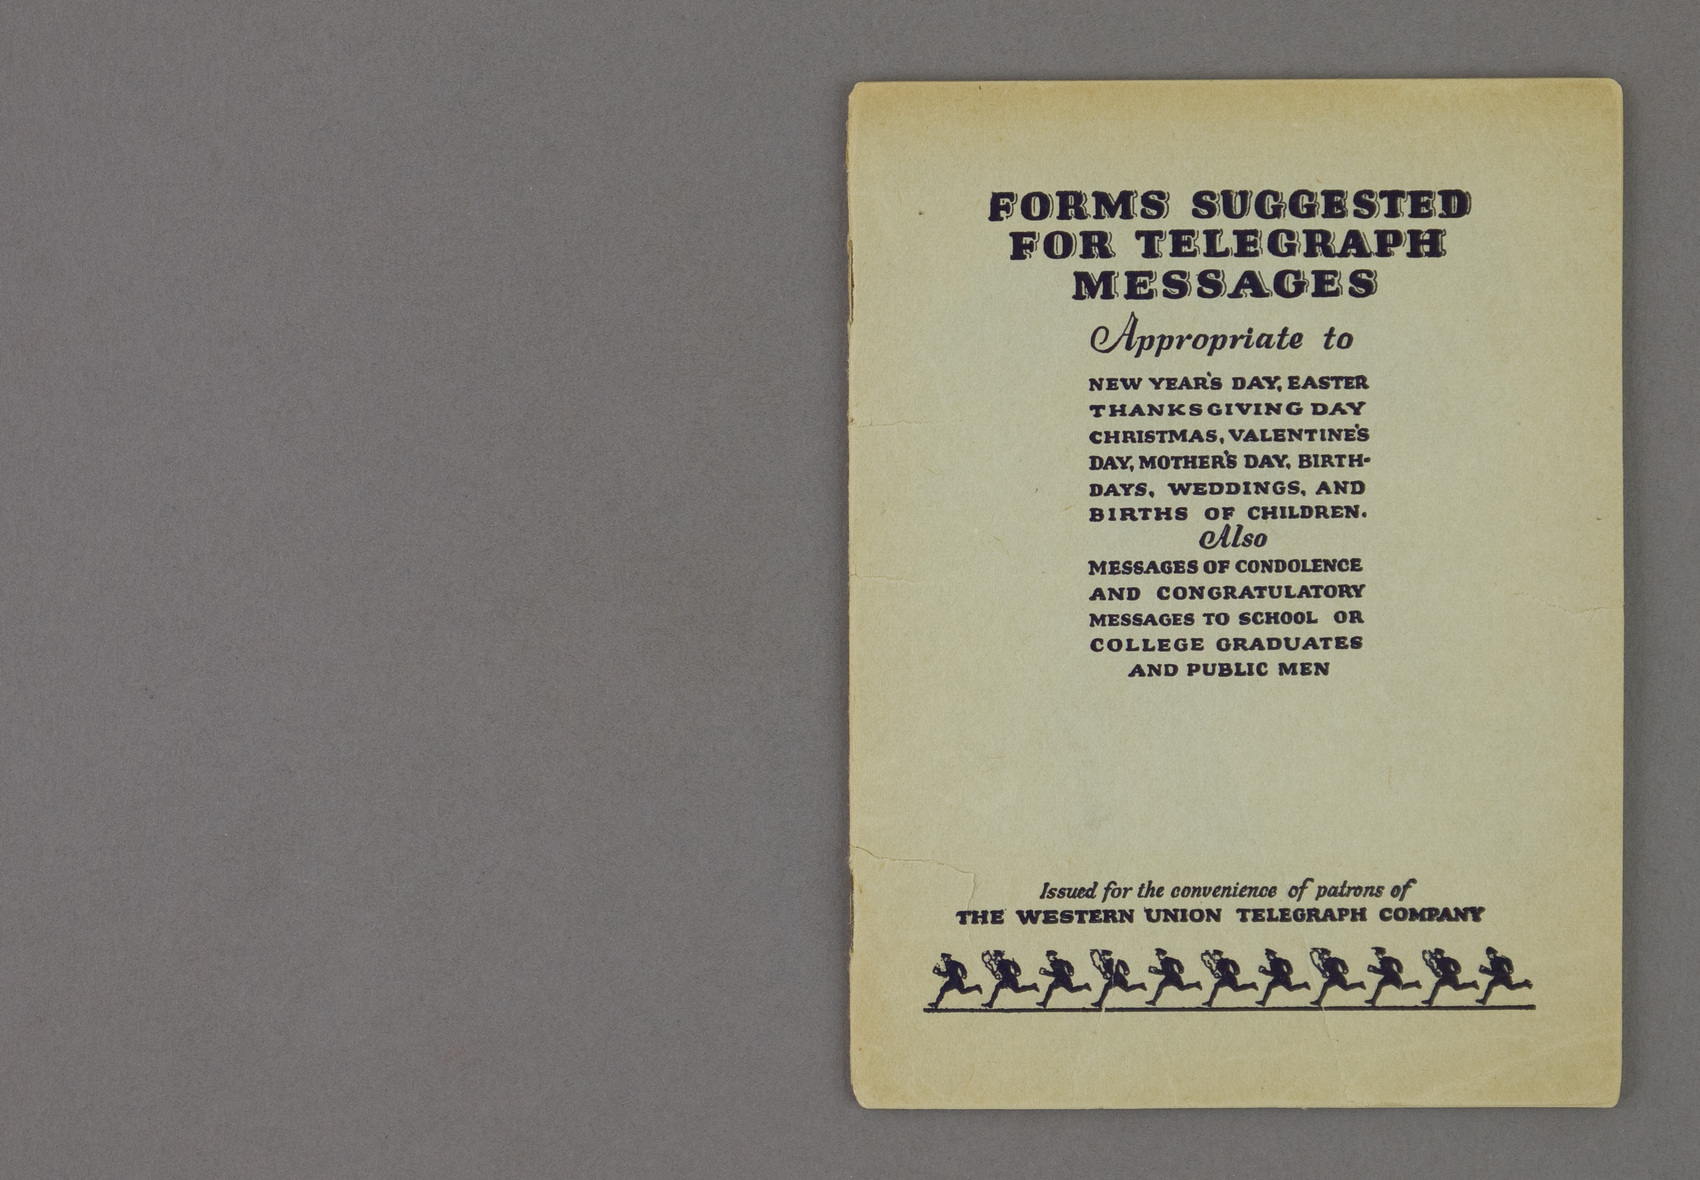 FORMS SUGGESTED
FOR TELEGRAPH
MESSAGES
Appropriate to
NEW YEAR'S DAY, EASTER
THANKSGIVING DAY
CHRISTMAS, VALENTINE'S
DAY, MOTHER'S DAY, BIRTH-
DAYS, WEDDINGS, AND
BIRTHS OF CHILDREN.
Also
MESSAGES OF CONDOLENCE
AND CONGRATULATORY
MESSAGES TO SCHOOL OR
COLLEGE GRADUATES
AND PUBLIC MEN
Issued for the convenience of patrons of
THE WESTERN UNION TELEGRAPH COMPANY